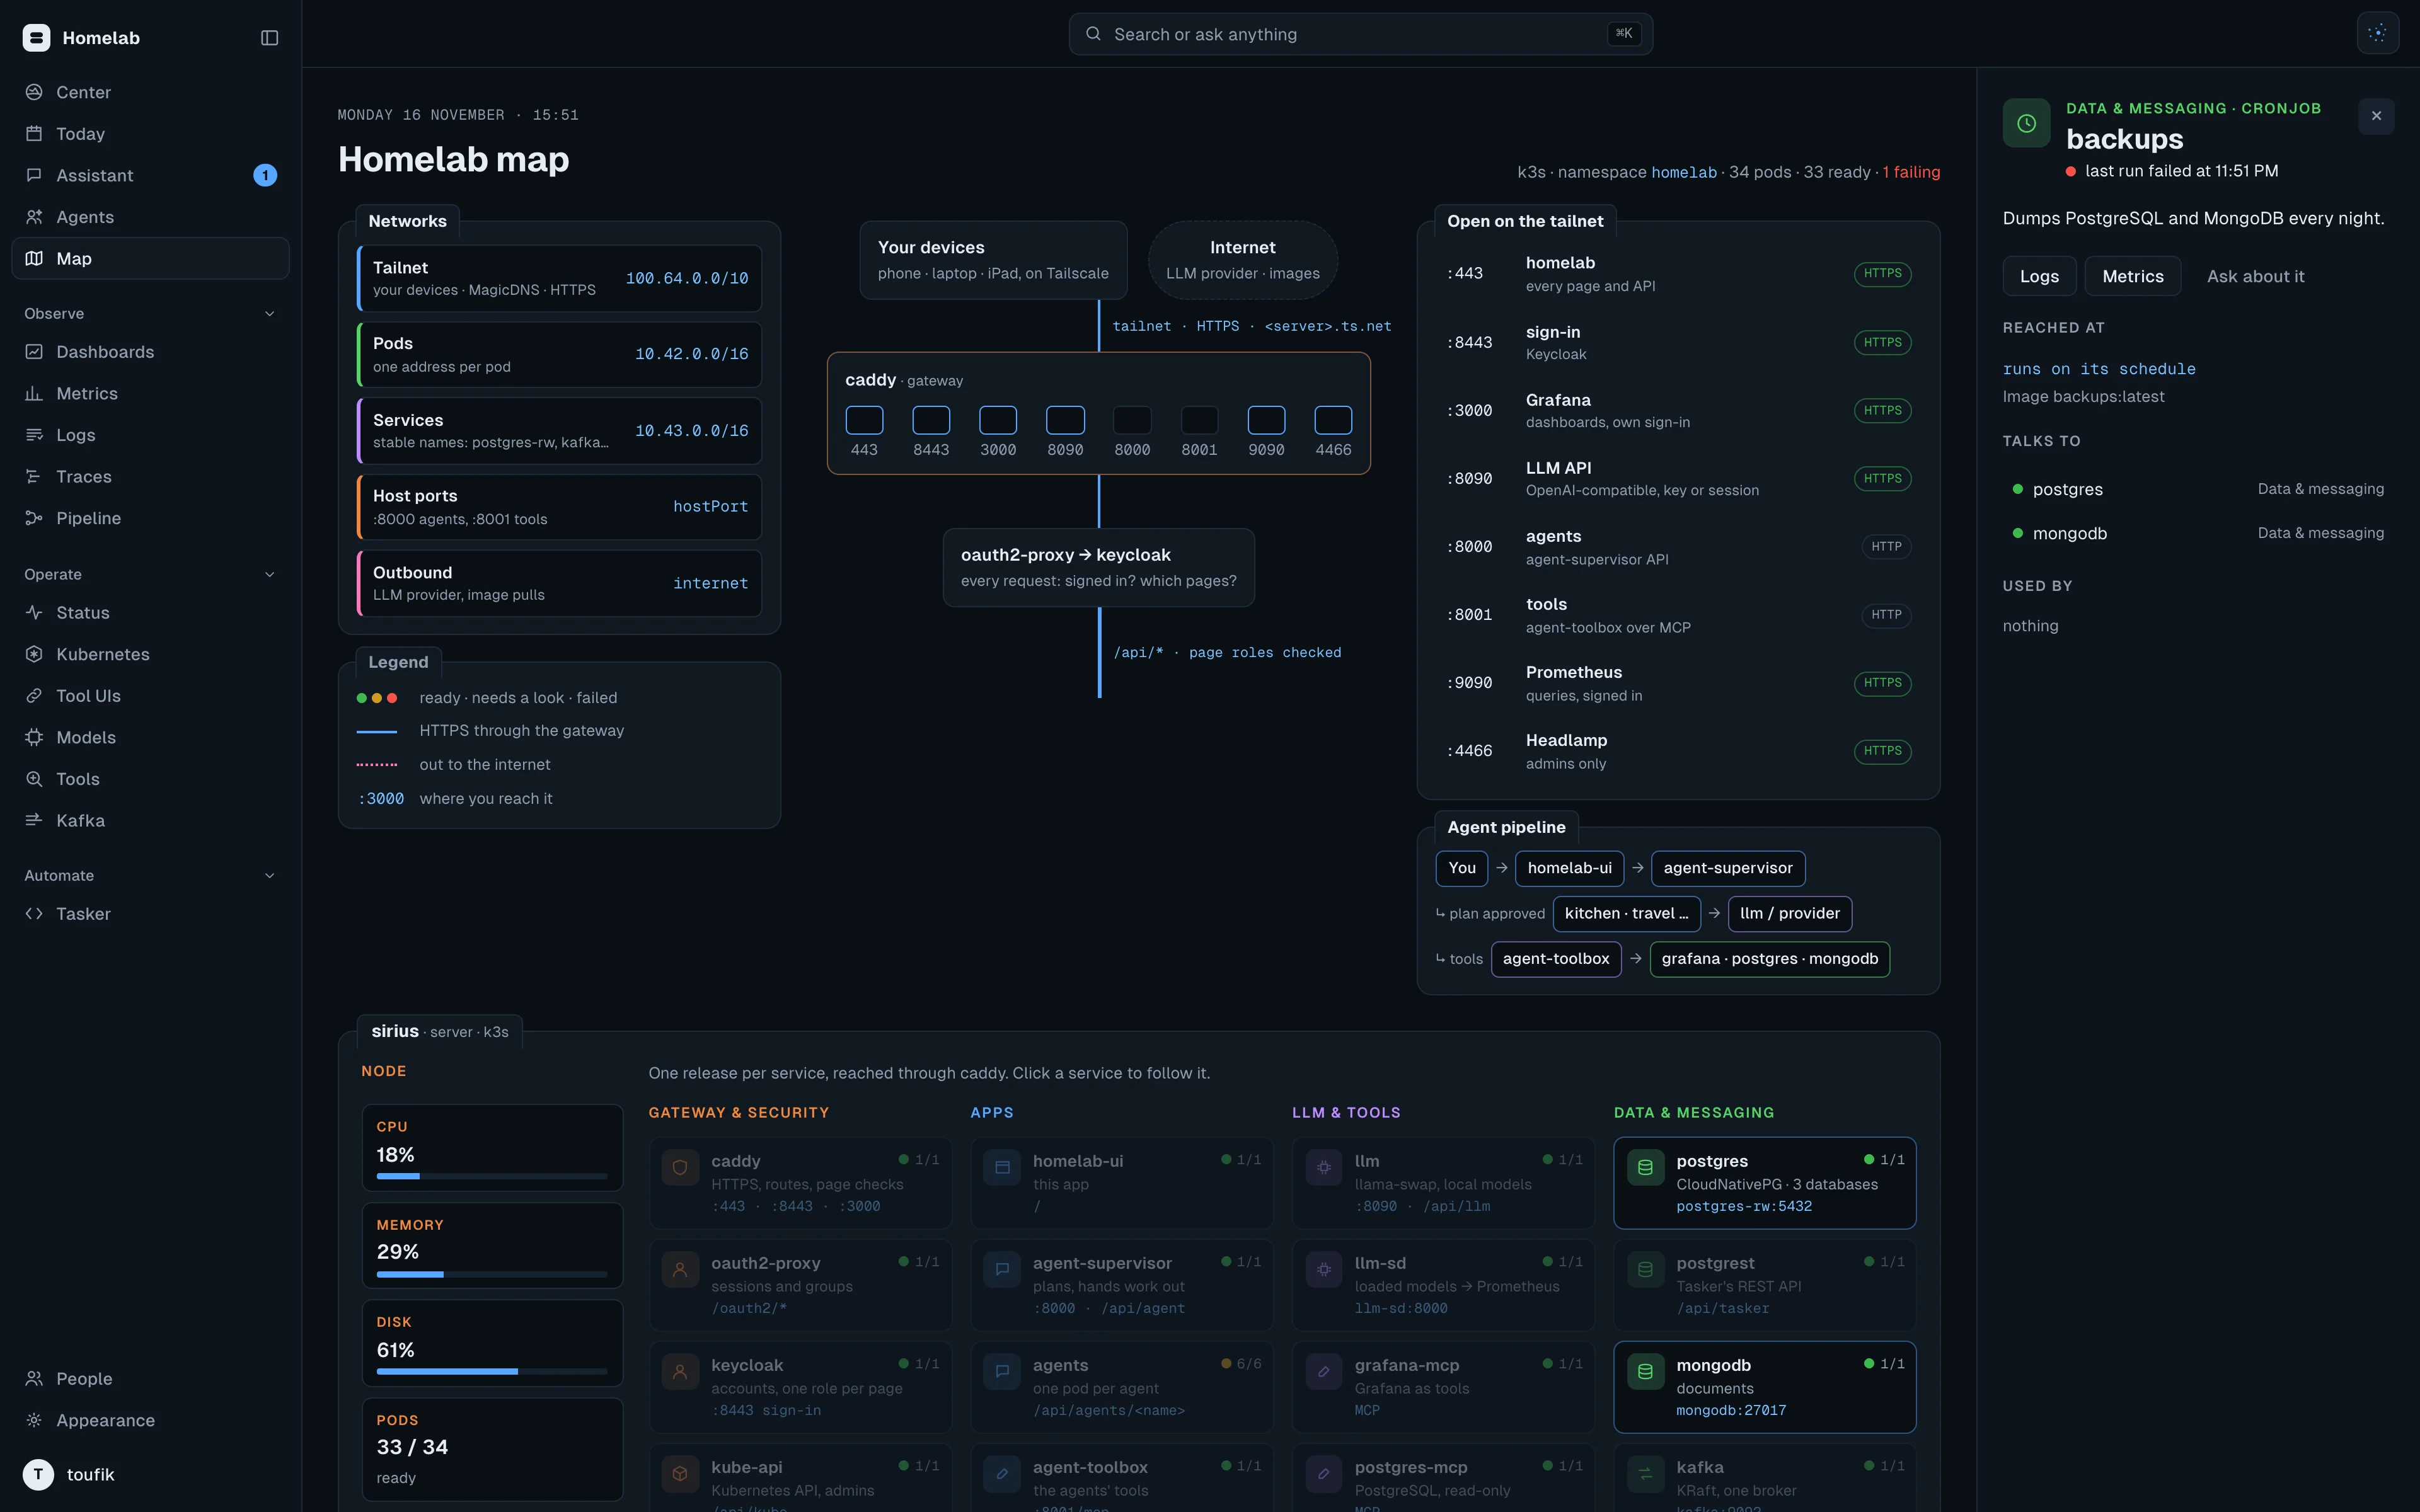 Homelab
Center
Today
Assistant
1
Agents
Map
Observe
Dashboards
Metrics
Logs
Traces
Pipeline
Operate
Status
Kubernetes
Tool UIs
Models
Tools
Kafka
Automate
Tasker
People
Appearance
T
toufik
Search or ask anything
⌘K
MONDAY 16 NOVEMBER · 15:51
Homelab map
k3s · namespace homelab · 34 pods · 33 ready · 1 failing
Networks
Tailnet
your devices · MagicDNS · HTTPS
100.64.0.0/10
Pods
one address per pod
10.42.0.0/16
Services
stable names: postgres-rw, kafka…
10.43.0.0/16
Host ports
:8000 agents, :8001 tools
hostPort
Outbound
LLM provider, image pulls
internet
Legend
ready · needs a look · failed
HTTPS through the gateway
out to the internet
:3000 where you reach it
Your devices
phone · laptop · iPad, on Tailscale
Internet
LLM provider · images
tailnet · HTTPS · <server>.ts.net
caddy · gateway
443 8443 3000 8090 8000 8001 9090 4466
oauth2-proxy → keycloak
every request: signed in? which pages?
/api/* · page roles checked
Open on the tailnet
:443
homelab
every page and API
HTTPS
:8443
sign-in
Keycloak
HTTPS
:3000
Grafana
dashboards, own sign-in
HTTPS
:8090
LLM API
OpenAI-compatible, key or session
HTTPS
:8000
agents
agent-supervisor API
HTTP
:8001
tools
agent-toolbox over MCP
HTTP
:9090
Prometheus
queries, signed in
HTTPS
:4466
Headlamp
admins only
HTTPS
Agent pipeline
You → homelab-ui → agent-supervisor
↳ plan approved kitchen · travel … → llm / provider
↳ tools agent-toolbox → grafana · postgres · mongodb
sirius · server · k3s
NODE
CPU
18%
MEMORY
29%
DISK
61%
PODS
33 / 34
ready
One release per service, reached through caddy. Click a service to follow it.
GATEWAY & SECURITY
caddy
1/1
HTTPS, routes, page checks
:443 · :8443 · :3000
oauth2-proxy
1/1
sessions and groups
/oauth2/*
keycloak
1/1
accounts, one role per page
:8443 sign-in
kube-api
1/1
Kubernetes API, admins
/api/kube
APPS
homelab-ui
1/1
this app
/
agent-supervisor
1/1
plans, hands work out
:8000 · /api/agent
agents
6/6
one pod per agent
/api/agents/<name>
agent-toolbox
1/1
the agents' tools
:8001/mcp
LLM & TOOLS
llm
1/1
llama-swap, local models
:8090 · /api/llm
llm-sd
1/1
loaded models → Prometheus
llm-sd:8000
grafana-mcp
1/1
Grafana as tools
MCP
postgres-mcp
1/1
PostgreSQL, read-only
MCP
DATA & MESSAGING
postgres
1/1
CloudNativePG · 3 databases
postgres-rw:5432
postgrest
1/1
Tasker's REST API
/api/tasker
mongodb
1/1
documents
mongodb:27017
kafka
1/1
KRaft, one broker
kafka:9092
DATA & MESSAGING · CRONJOB
backups
last run failed at 11:51 PM
Dumps PostgreSQL and MongoDB every night.
Logs
Metrics
Ask about it
REACHED AT
runs on its schedule
Image backups:latest
TALKS TO
postgres
Data & messaging
mongodb
Data & messaging
USED BY
nothing